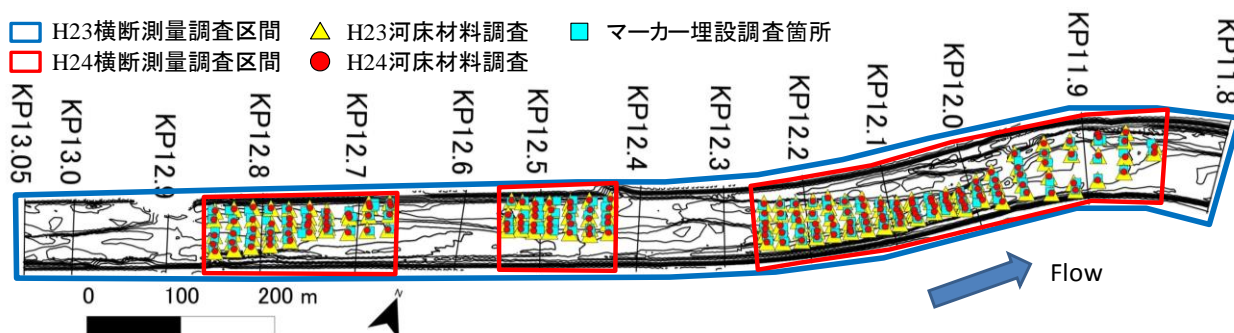 H23横断測量調査区間
H23河床材料調査
マーカー埋設調査箇所
H24横断測量調査区間
H24河床材料調査
KP13.05
KP13.0
KP12.9
KP12.8
KP12.7
KP12.6
KP12.5
KP12.4
KP12.3
KP12.2
KP12.1
KP12.0
KP11.9
KP11.8
0 100 200 m
N
Flow